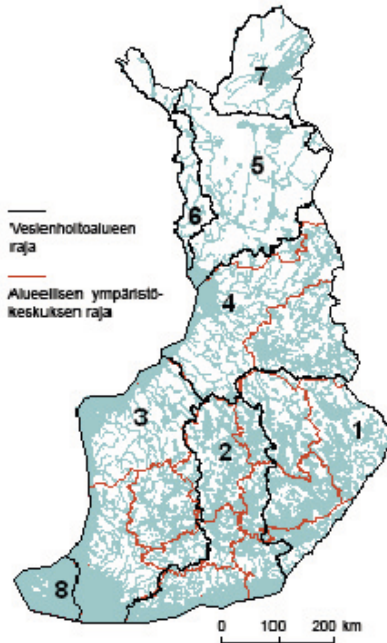 7
5
Vesienhoitoalueen
raja
6
Alueellisen ympäristö-
keskuksen raja
4
3
1
2
8
0 100 200 km